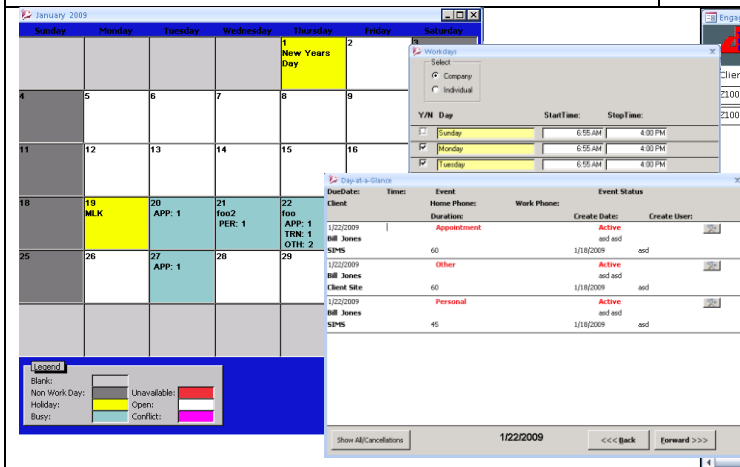 January 2009
Sunday Monday Tuesday Wednesday Thursday Friday Saturday
1 2 3
New Years
Day
4 5 6 7 8 9
11 12 13 14 15 16
18 19 20 21 22
MLK APP: 1 foo2 foo
PER: 1 APP: 1
TRN: 1
OTH: 2
25 26 27 28 29
APP: 1
Legend
Blank:
Non Work Day: Unavailable:
Holiday: Open:
Busy: Conflict:
Workdays
Select
Company
Individual
Y/N Day StartTime: StopTime:
Sunday 6:55 AM 4:00 PM
Monday 6:55 AM 4:00 PM
Tuesday 6:55 AM 4:00 PM
Day-at-a-Glance
DueDate: Time: Event Event Status
Client Home Phone: Work Phone:
Duration: Create Date: Create User:
1/22/2009 Appointment Active
Bill Jones asd asd
SIMS 60 1/18/2009 asd
1/22/2009 Other Active
Bill Jones asd asd
Client Site 60 1/18/2009 asd
1/22/2009 Personal Active
Bill Jones asd asd
SIMS 45 1/18/2009 asd
Show All/Cancellations 1/22/2009 <<< Back Forward >>>
Engag
Clien
Z100
Z100